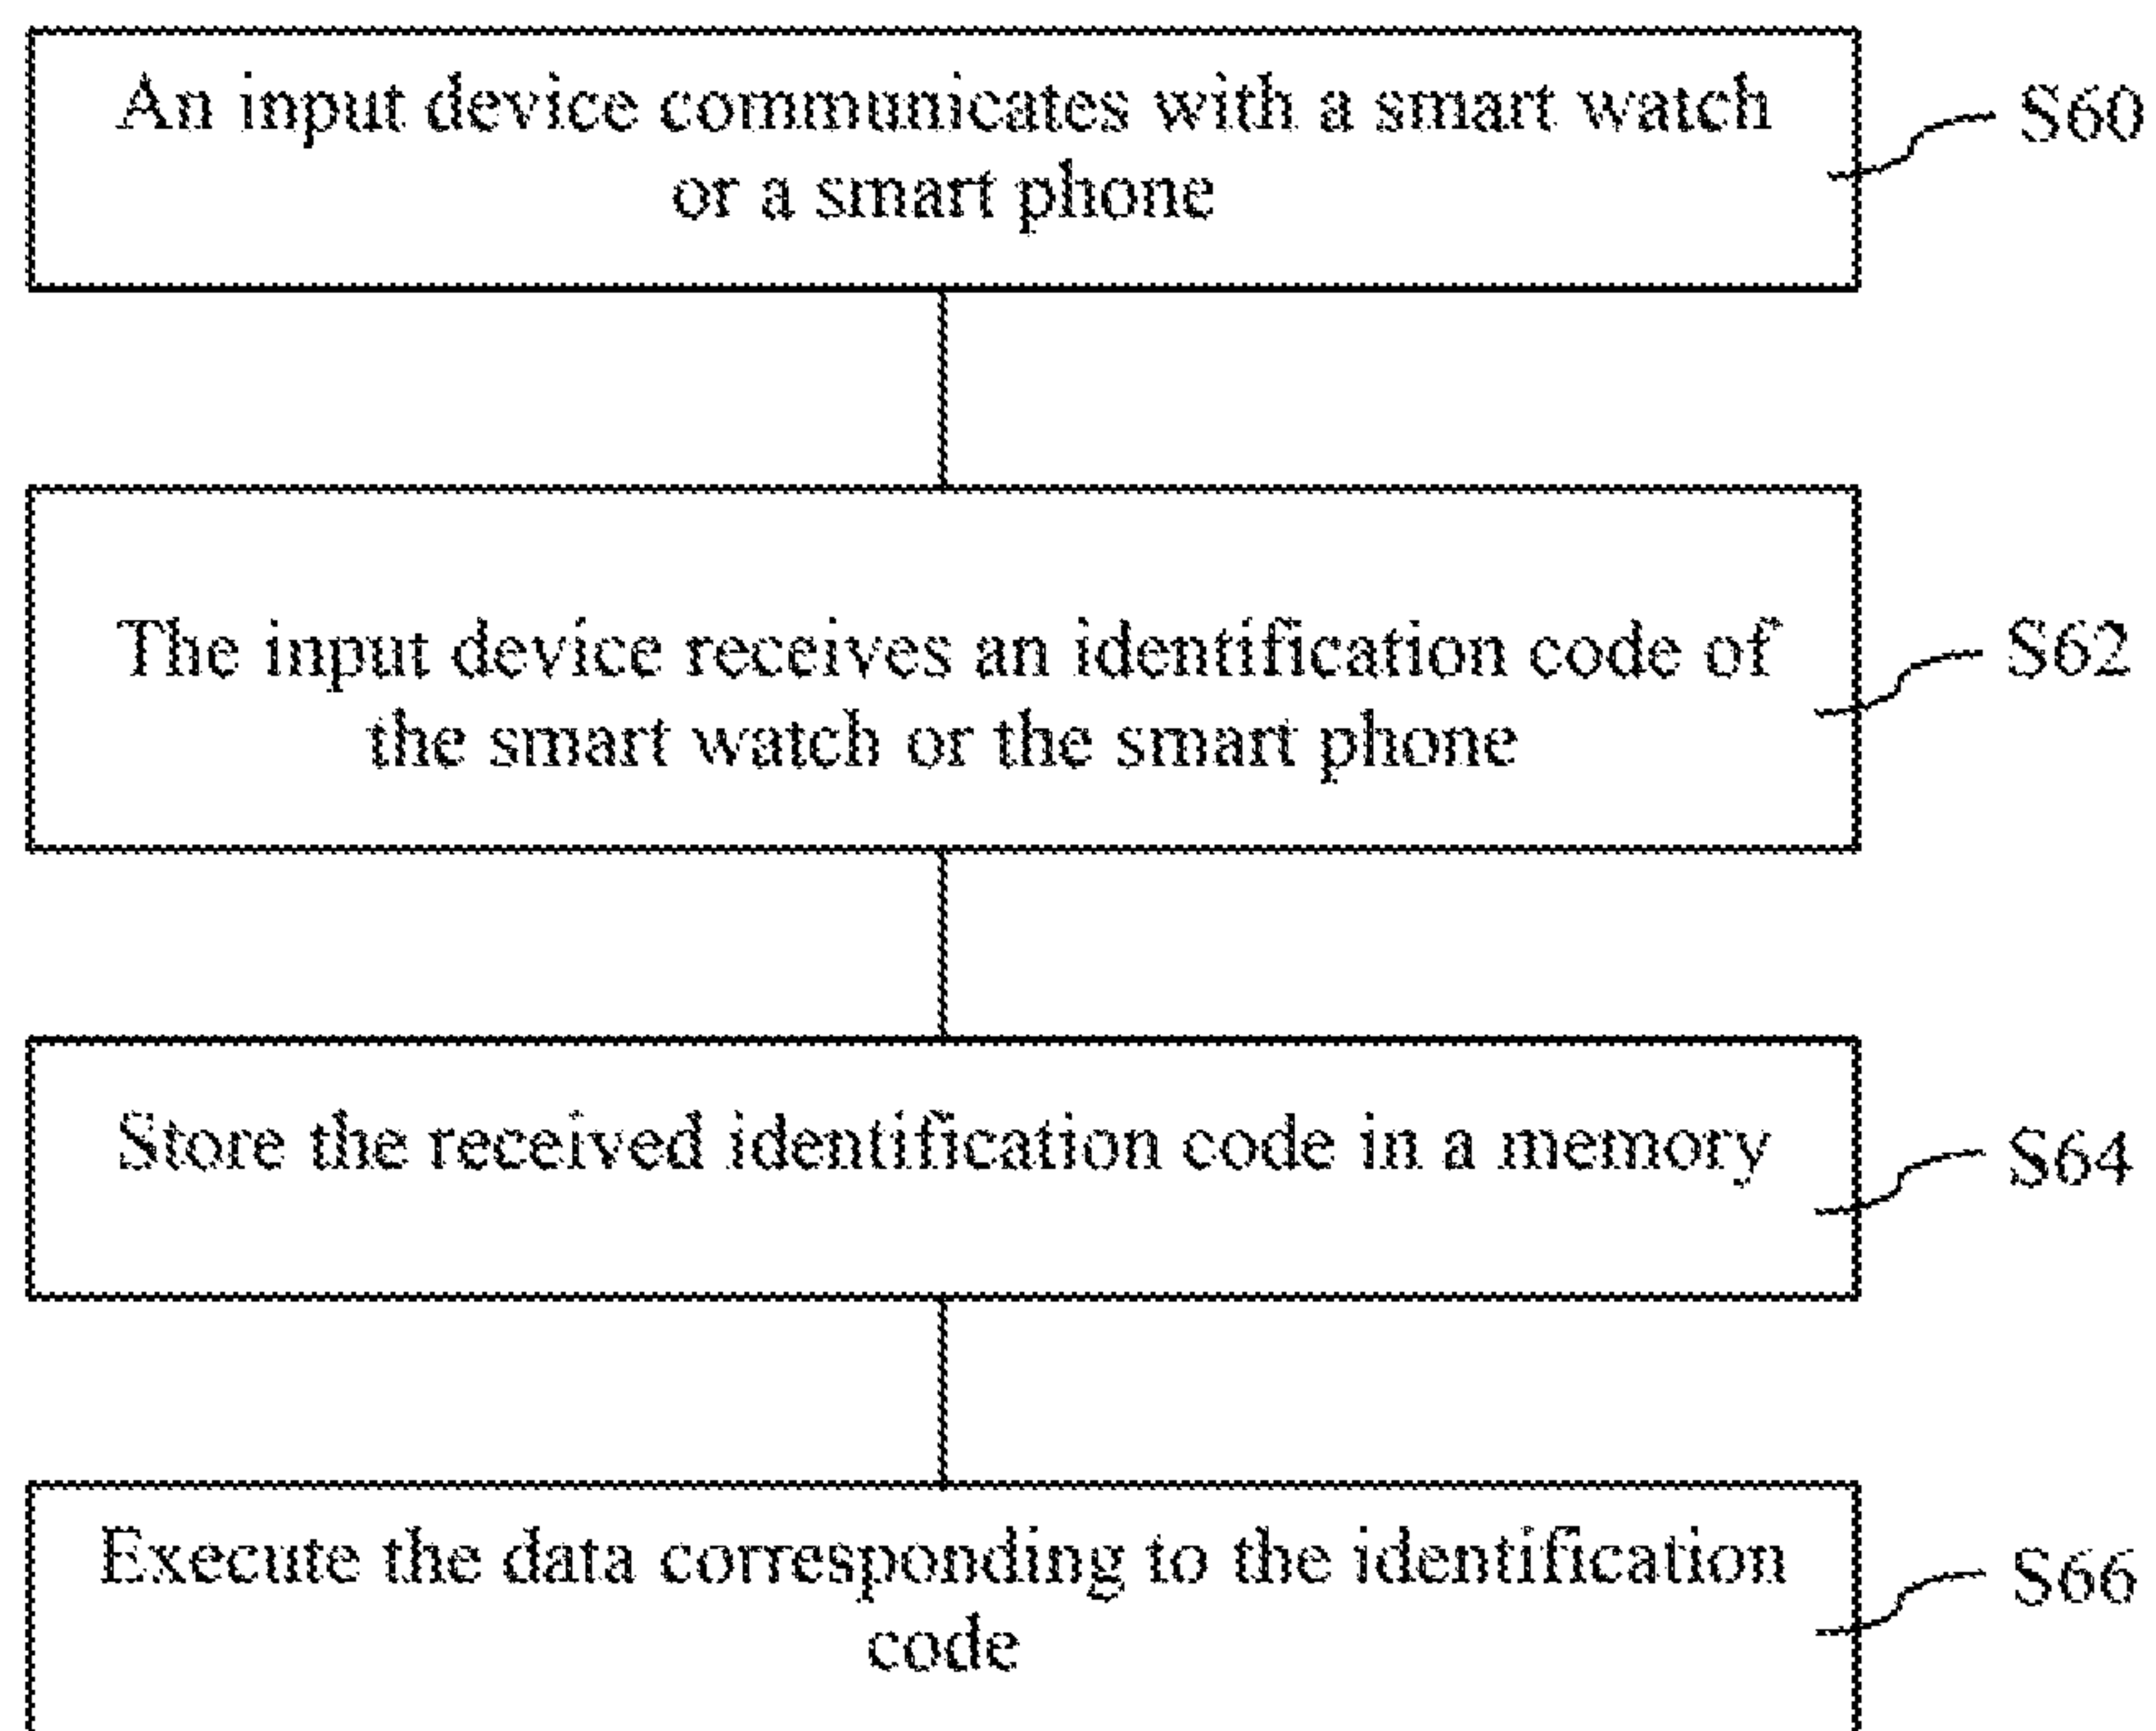 An input device communicates with a smart watch
or a smart phone
S60
The input device receives an identification code of
the smart watch or the smart phone
S62
Store the received identification code in a memory
S64
Execute the data corresponding to the identification
code
S66